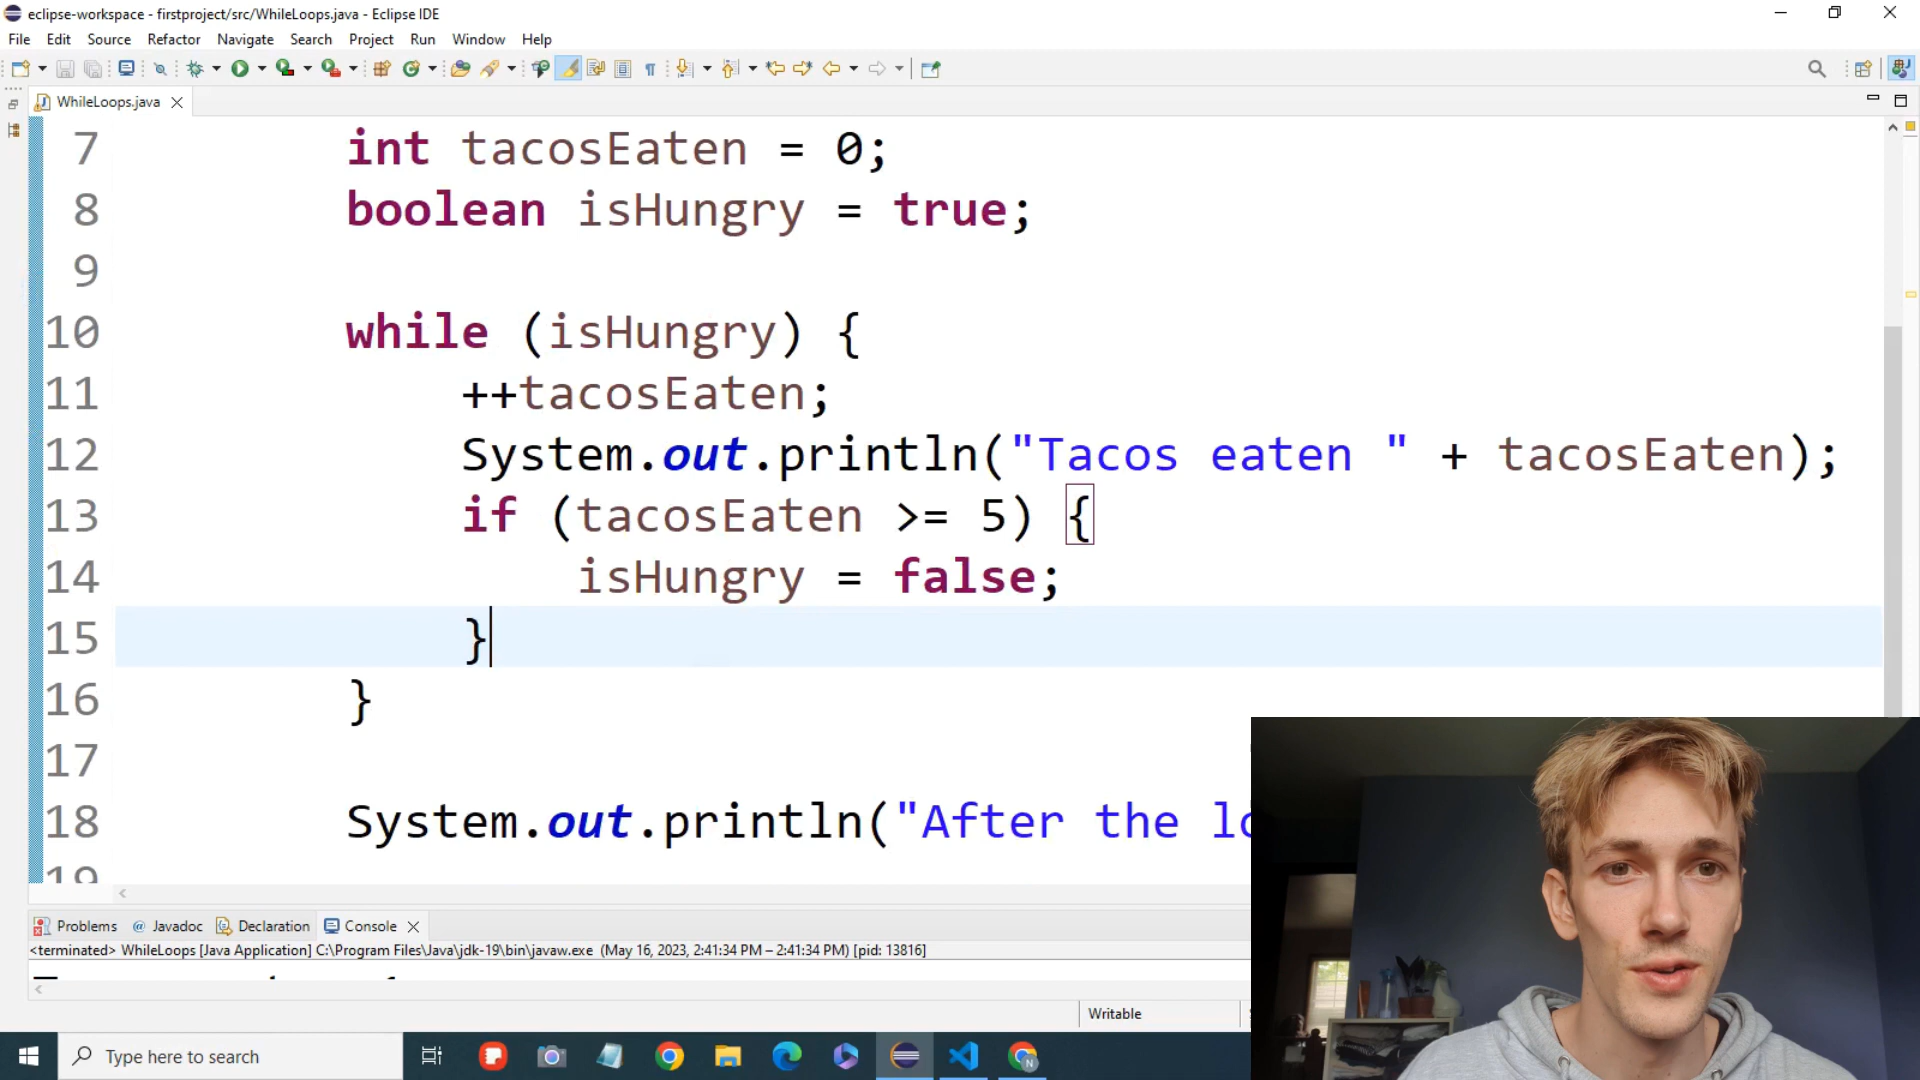 eclipse-workspace - firstproject/src/WhileLoops.java - Eclipse IDE
File Edit Source Refactor Navigate Search Project Run Window Help
WhileLoops.java
7 int tacosEaten = 0;
8 boolean isHungry = true;
9
10 while (isHungry) {
11 ++tacosEaten;
12 System.out.println("Tacos eaten " + tacosEaten);
13 if (tacosEaten >= 5) {
14 isHungry = false;
15 }
16 }
17
18 System.out.println("After the lo
19
Problems @ Javadoc Declaration Console
<terminated> WhileLoops [Java Application] C:\Program Files\Java\jdk-19\bin\javaw.exe (May 16, 2023, 2:41:34 PM – 2:41:34 PM) [pid: 13816]
Writable
Type here to search